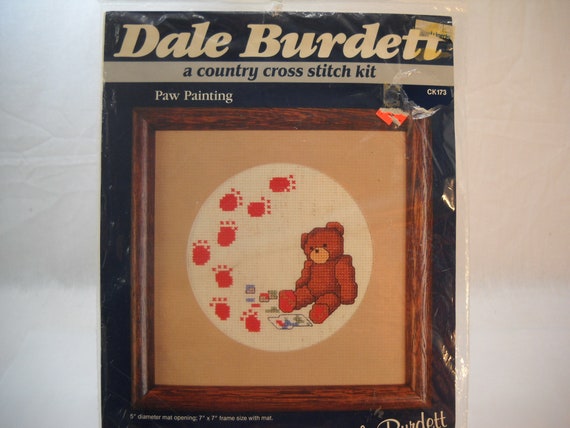 Dale Burdett
a country cross stitch kit
Paw Painting
CK173
5" diameter mat opening; 7" x 7" frame size with mat.
Burdett